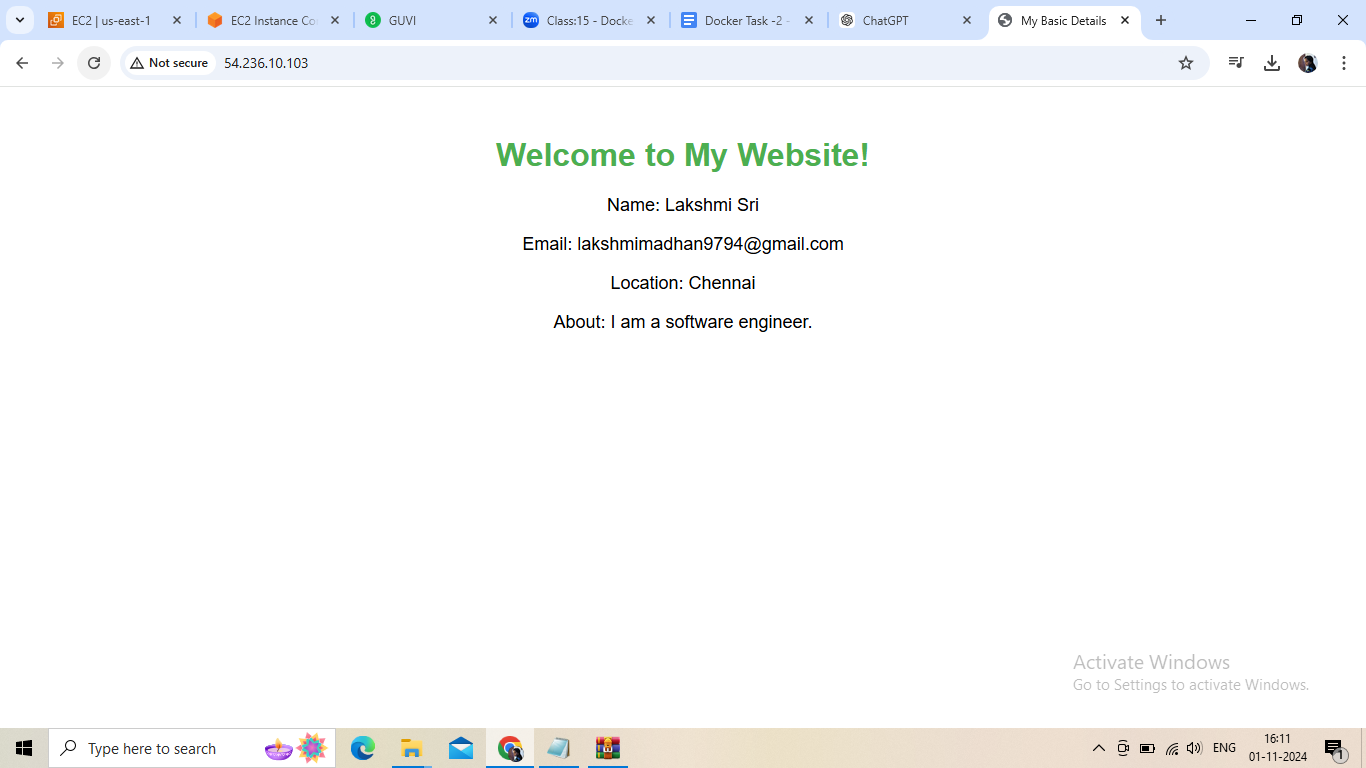 EC2 | us-east-1
EC2 Instance Co
GUVI
zm
Class:15 - Docke
Docker Task -2 -
ChatGPT
My Basic Details
Not secure
54.236.10.103
Welcome to My Website!
Name: Lakshmi Sri
Email: lakshmimadhan9794@gmail.com
Location: Chennai
About: I am a software engineer.
Activate Windows
Go to Settings to activate Windows.
Type here to search
ENG
16:11
01-11-2024
1